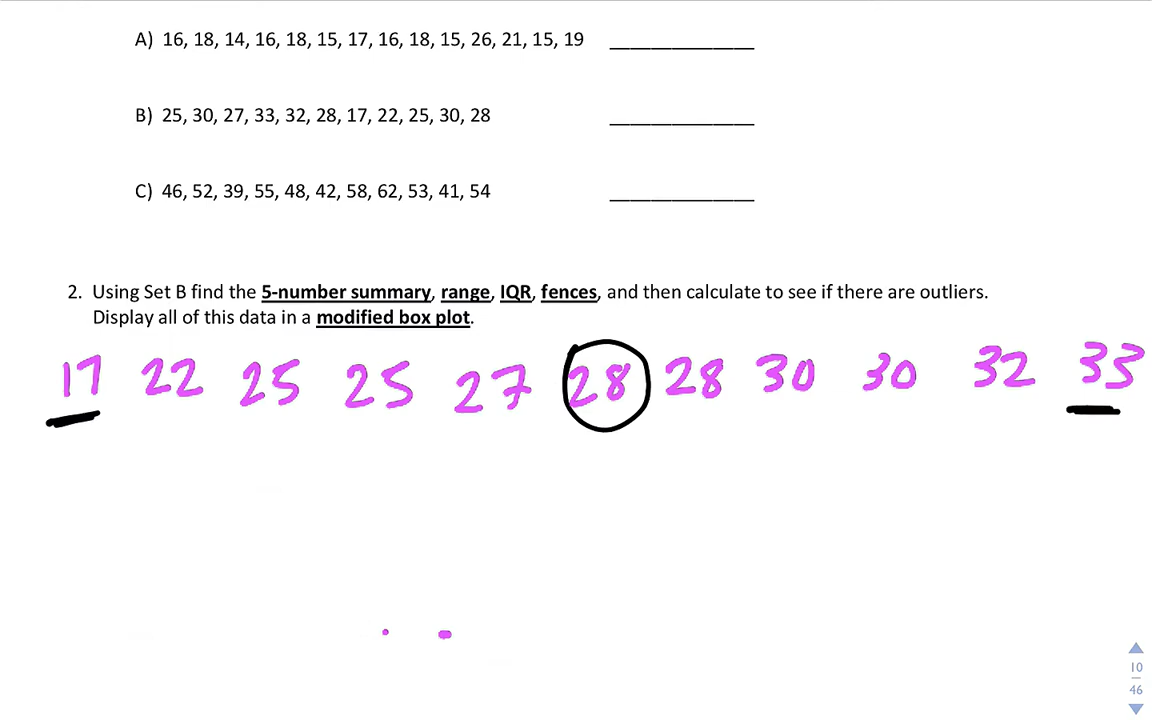 A) 16, 18, 14, 16, 18, 15, 17, 16, 18, 15, 26, 21, 15, 19 ______________
B) 25, 30, 27, 33, 32, 28, 17, 22, 25, 30, 28 ______________
C) 46, 52, 39, 55, 48, 42, 58, 62, 53, 41, 54 ______________
2. Using Set B find the 5-number summary, range, IQR, fences, and then calculate to see if there are outliers.
Display all of this data in a modified box plot.
17 22 25 25 27 28 28 30 30 32 33
10
46